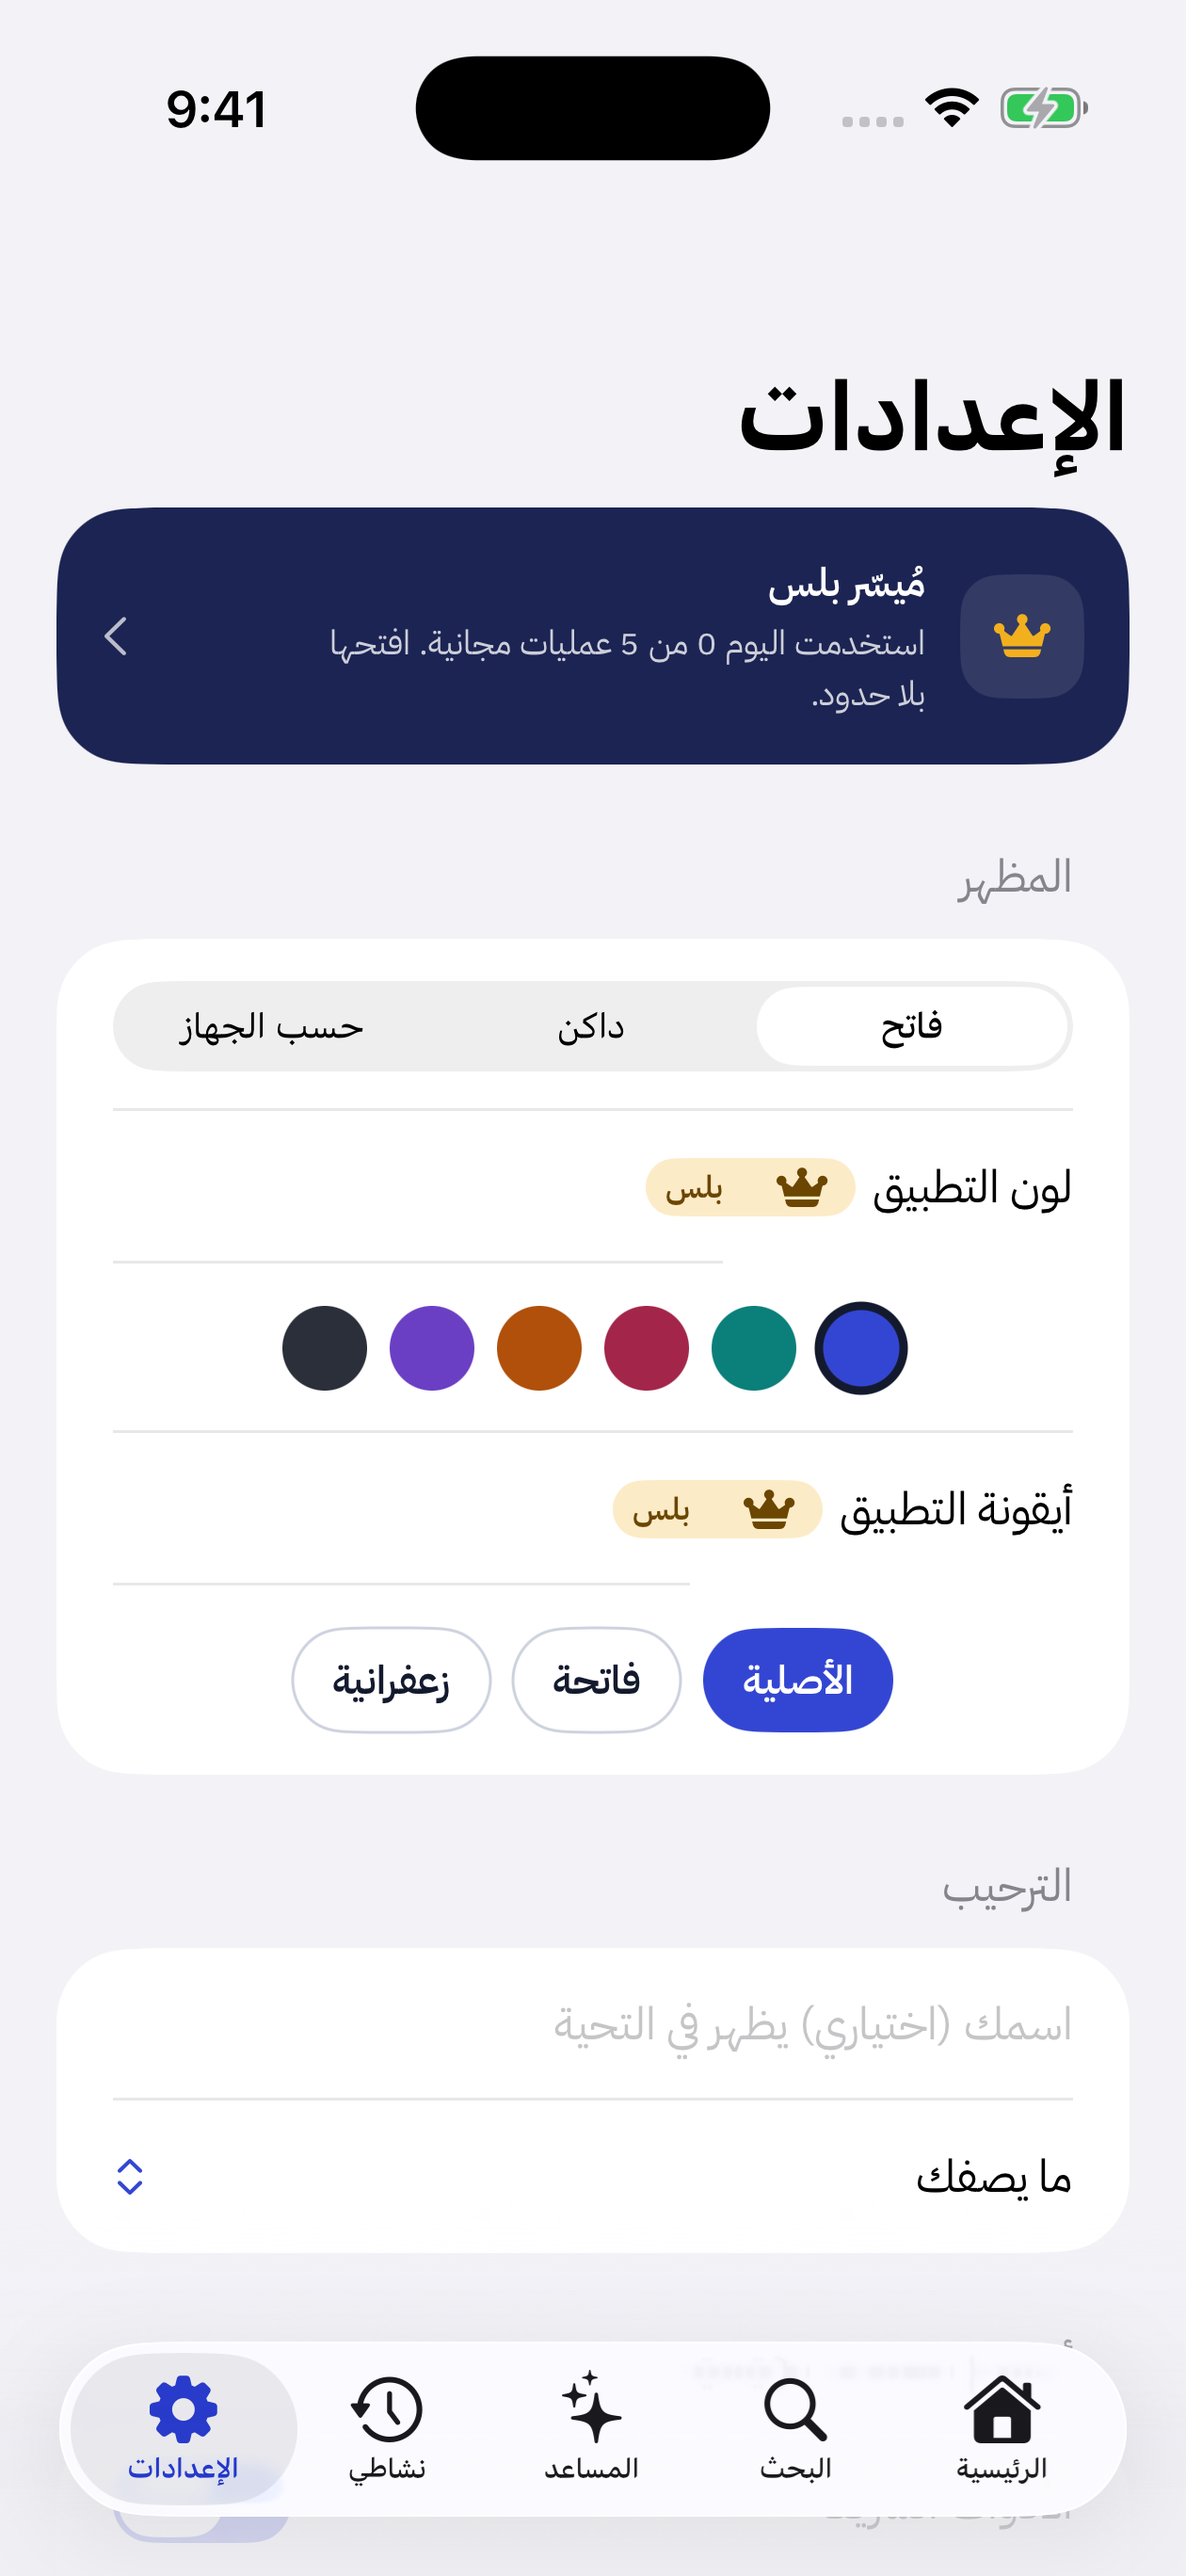 9:41
الإعدادات
مُيسّر بلس
استخدمت اليوم 0 من 5 عمليات مجانية. افتحها
بلا حدود.
المظهر
فاتح
داكن
حسب الجهاز
لون التطبيق
بلس
أيقونة التطبيق
بلس
الأصلية
فاتحة
زعفرانية
الترحيب
اسمك (اختياري) يظهر في التحية
ما يصفك
الرئيسية
البحث
المساعد
نشاطي
الإعدادات